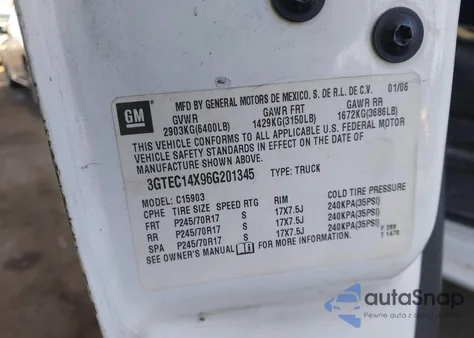 GM
MFD BY GENERAL MOTORS DE MEXICO, S. DE R.L. DE C.V. 01/06
GVWR GAWR FRT GAWR RR
2903KG(6400LB) 1429KG(3150LB) 1672KG(3686LB)
THIS VEHICLE CONFORMS TO ALL APPLICABLE U.S. FEDERAL MOTOR
VEHICLE SAFETY STANDARDS IN EFFECT ON THE DATE OF
MANUFACTURE SHOWN ABOVE.
3GTEC14X96G201345 TYPE: TRUCK
MODEL: C15903
CPHE TIRE SIZE SPEED RTG RIM COLD TIRE PRESSURE
FRT P245/70R17 S 17X7.5J 240KPA(35PSI)
RR P245/70R17 S 17X7.5J 240KPA(35PSI)
SPA P245/70R17 S 17X7.5J 240KPA(35PSI)
SEE OWNER'S MANUAL FOR MORE INFORMATION.
autoSnap
Pewne auta z